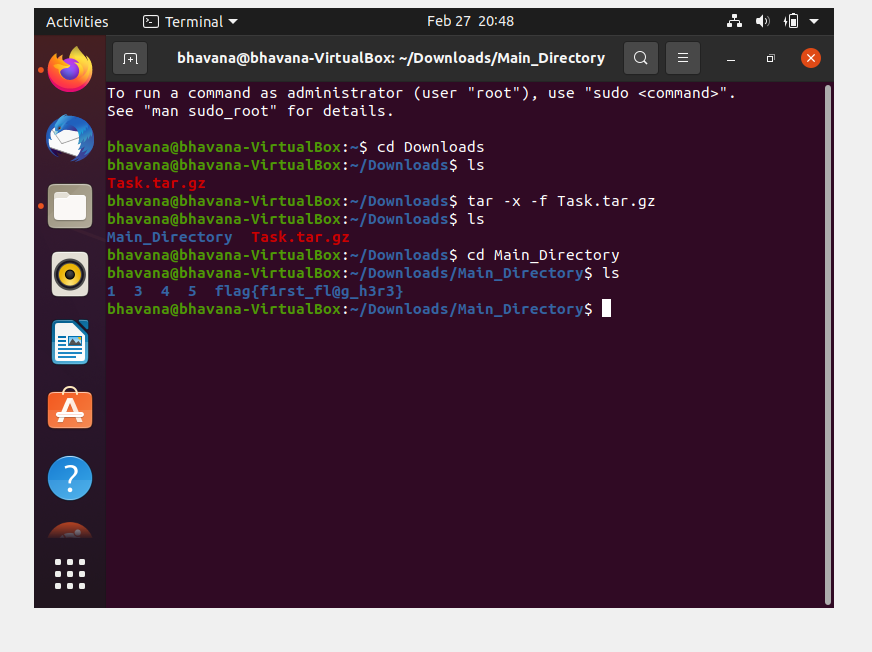 Activities Terminal Feb 27 20:48
bhavana@bhavana-VirtualBox: ~/Downloads/Main_Directory
To run a command as administrator (user "root"), use "sudo <command>".
See "man sudo_root" for details.
bhavana@bhavana-VirtualBox:~$ cd Downloads
bhavana@bhavana-VirtualBox:~/Downloads$ ls
Task.tar.gz
bhavana@bhavana-VirtualBox:~/Downloads$ tar -x -f Task.tar.gz
bhavana@bhavana-VirtualBox:~/Downloads$ ls
Main_Directory  Task.tar.gz
bhavana@bhavana-VirtualBox:~/Downloads$ cd Main_Directory
bhavana@bhavana-VirtualBox:~/Downloads/Main_Directory$ ls
1  3  4  5  flag{f1rst_fl@g_h3r3}
bhavana@bhavana-VirtualBox:~/Downloads/Main_Directory$